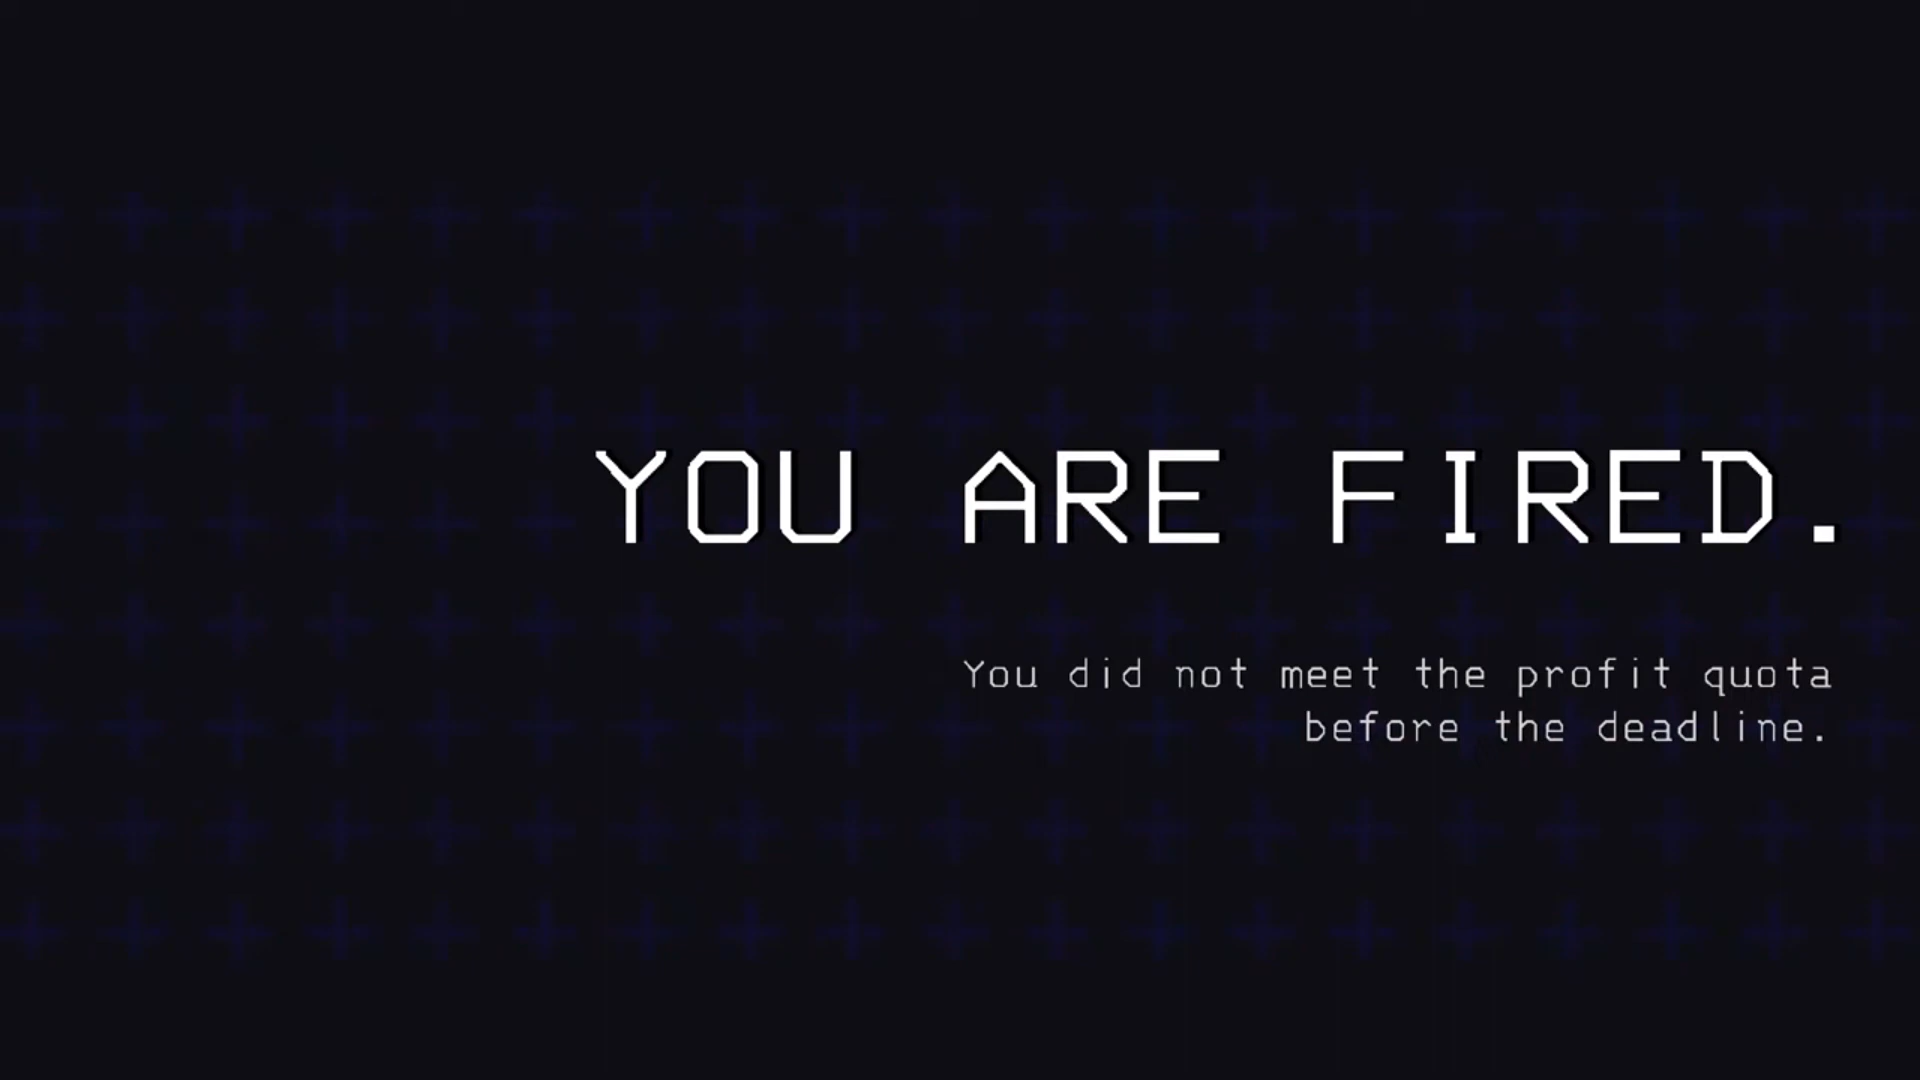 YOU ARE FIRED.
You did not meet the profit quota
before the deadline.